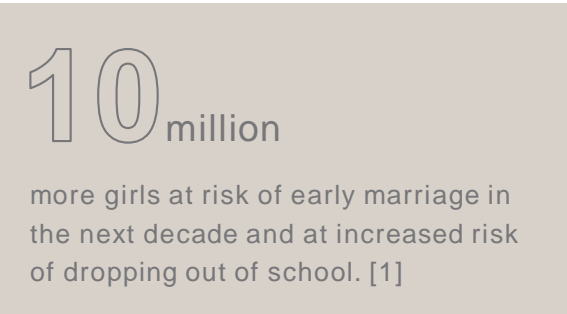 10 million
more girls at risk of early marriage in
the next decade and at increased risk
of dropping out of school. [1]